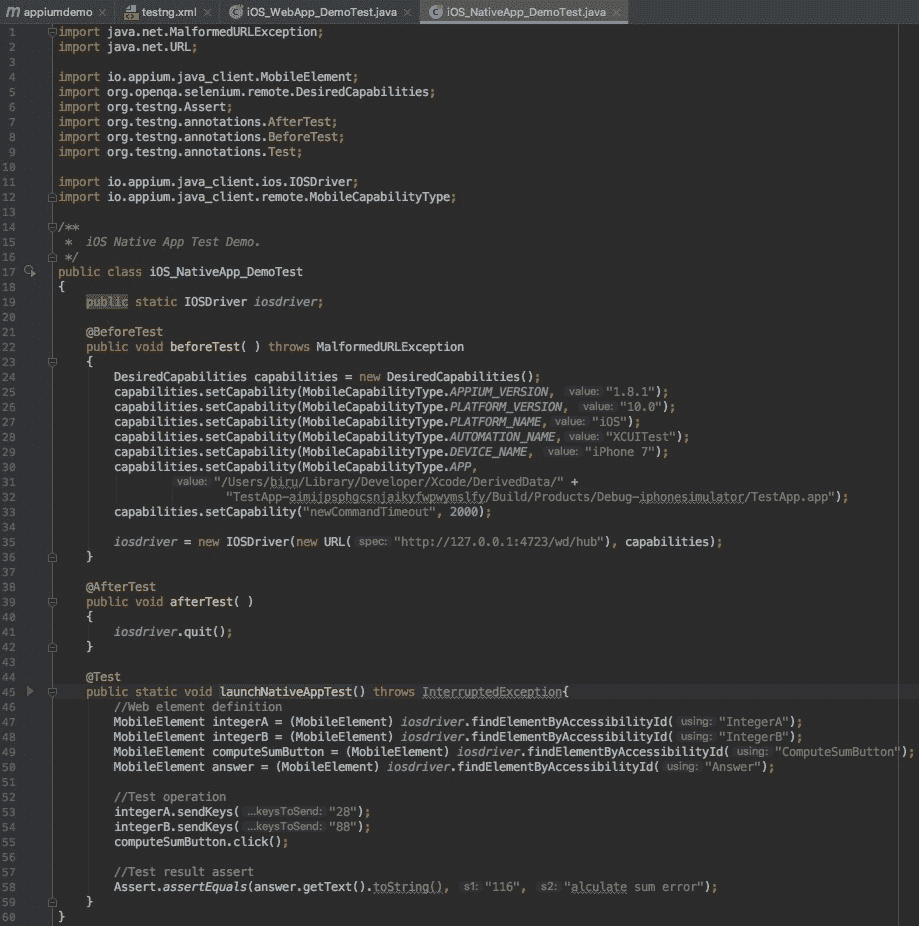 appiumdemo testng.xml iOS_WebApp_DemoTest.java iOS_NativeApp_DemoTest.java
1 import java.net.MalformedURLException;
2 import java.net.URL;
3
4 import io.appium.java_client.MobileElement;
5 import org.openqa.selenium.remote.DesiredCapabilities;
6 import org.testng.Assert;
7 import org.testng.annotations.AfterTest;
8 import org.testng.annotations.BeforeTest;
9 import org.testng.annotations.Test;
10
11 import io.appium.java_client.ios.IOSDriver;
12 import io.appium.java_client.remote.MobileCapabilityType;
13
14 /**
15 * iOS Native App Test Demo.
16 */
17 public class iOS_NativeApp_DemoTest
18 {
19 public static IOSDriver iosdriver;
20
21 @BeforeTest
22 public void beforeTest( ) throws MalformedURLException
23 {
24 DesiredCapabilities capabilities = new DesiredCapabilities();
25 capabilities.setCapability(MobileCapabilityType.APPIUM_VERSION, value: "1.8.1");
26 capabilities.setCapability(MobileCapabilityType.PLATFORM_VERSION, value: "10.0");
27 capabilities.setCapability(MobileCapabilityType.PLATFORM_NAME, value: "iOS");
28 capabilities.setCapability(MobileCapabilityType.AUTOMATION_NAME, value: "XCUITest");
29 capabilities.setCapability(MobileCapabilityType.DEVICE_NAME, value: "iPhone 7");
30 capabilities.setCapability(MobileCapabilityType.APP,
31 value: "/Users/biru/Library/Developer/Xcode/DerivedData/" +
32 "TestApp-aimijpsphgcsnjaikyfwpwymslfy/Build/Products/Debug-iphonesimulator/TestApp.app");
33 capabilities.setCapability("newCommandTimeout", 2000);
34
35 iosdriver = new IOSDriver(new URL( spec: "http://127.0.0.1:4723/wd/hub"), capabilities);
36 }
37
38 @AfterTest
39 public void afterTest( )
40 {
41 iosdriver.quit();
42 }
43
44 @Test
45 public static void launchNativeAppTest() throws InterruptedException{
46 //Web element definition
47 MobileElement integerA = (MobileElement) iosdriver.findElementByAccessibilityId( using: "IntegerA");
48 MobileElement integerB = (MobileElement) iosdriver.findElementByAccessibilityId( using: "IntegerB");
49 MobileElement computeSumButton = (MobileElement) iosdriver.findElementByAccessibilityId( using: "ComputeSumButton");
50 MobileElement answer = (MobileElement) iosdriver.findElementByAccessibilityId( using: "Answer");
51
52 //Test operation
53 integerA.sendKeys( ...keysToSend: "28");
54 integerB.sendKeys( ...keysToSend: "88");
55 computeSumButton.click();
56
57 //Test result assert
58 Assert.assertEquals(answer.getText().toString(), s1: "116", s2: "alculate sum error");
59 }
60 }